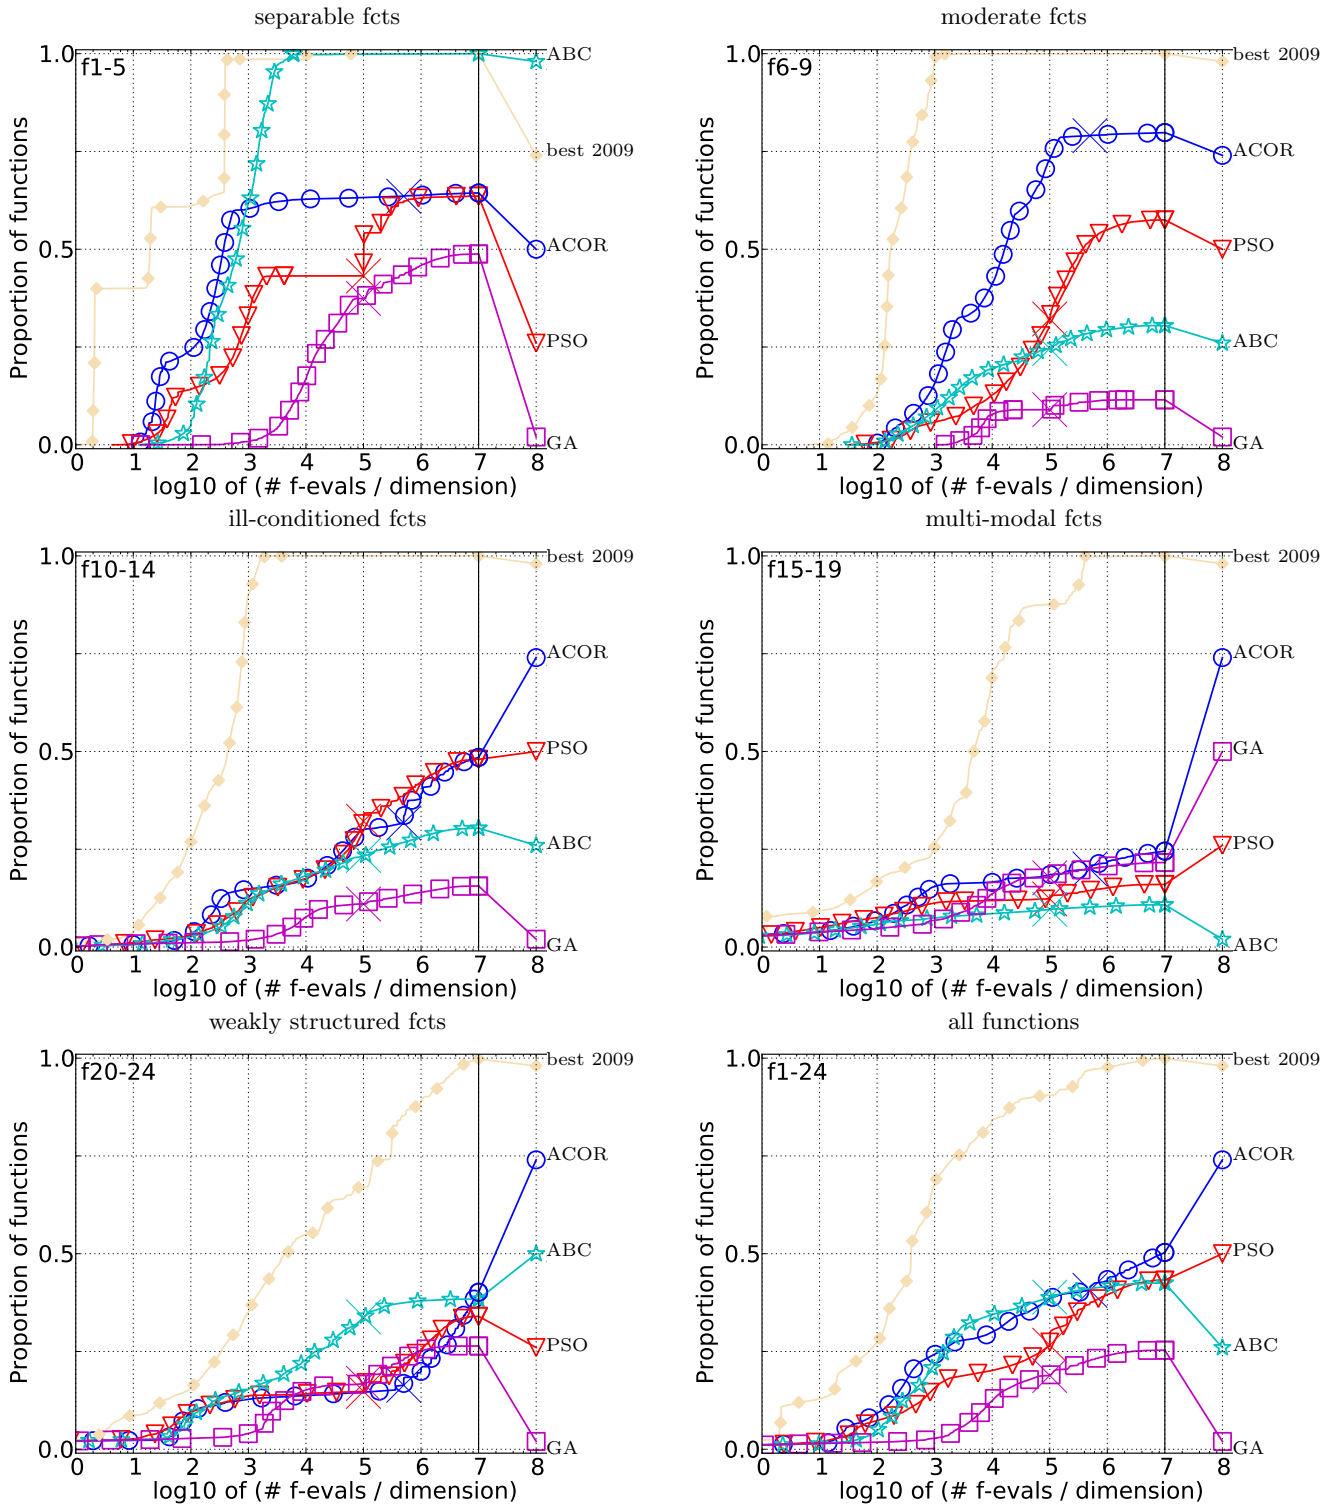 separable fcts
f1-5
Proportion of functions
1.0
0.5
0.0
0 1 2 3 4 5 6 7 8
log10 of (# f-evals / dimension)
ABC
best 2009
ACOR
PSO
GA
moderate fcts
f6-9
Proportion of functions
1.0
0.5
0.0
0 1 2 3 4 5 6 7 8
log10 of (# f-evals / dimension)
best 2009
ACOR
PSO
ABC
GA
ill-conditioned fcts
f10-14
Proportion of functions
1.0
0.5
0.0
0 1 2 3 4 5 6 7 8
log10 of (# f-evals / dimension)
best 2009
ACOR
PSO
ABC
GA
multi-modal fcts
f15-19
Proportion of functions
1.0
0.5
0.0
0 1 2 3 4 5 6 7 8
log10 of (# f-evals / dimension)
best 2009
ACOR
GA
PSO
ABC
weakly structured fcts
f20-24
Proportion of functions
1.0
0.5
0.0
0 1 2 3 4 5 6 7 8
log10 of (# f-evals / dimension)
best 2009
ACOR
ABC
PSO
GA
all functions
f1-24
Proportion of functions
1.0
0.5
0.0
0 1 2 3 4 5 6 7 8
log10 of (# f-evals / dimension)
best 2009
ACOR
PSO
ABC
GA